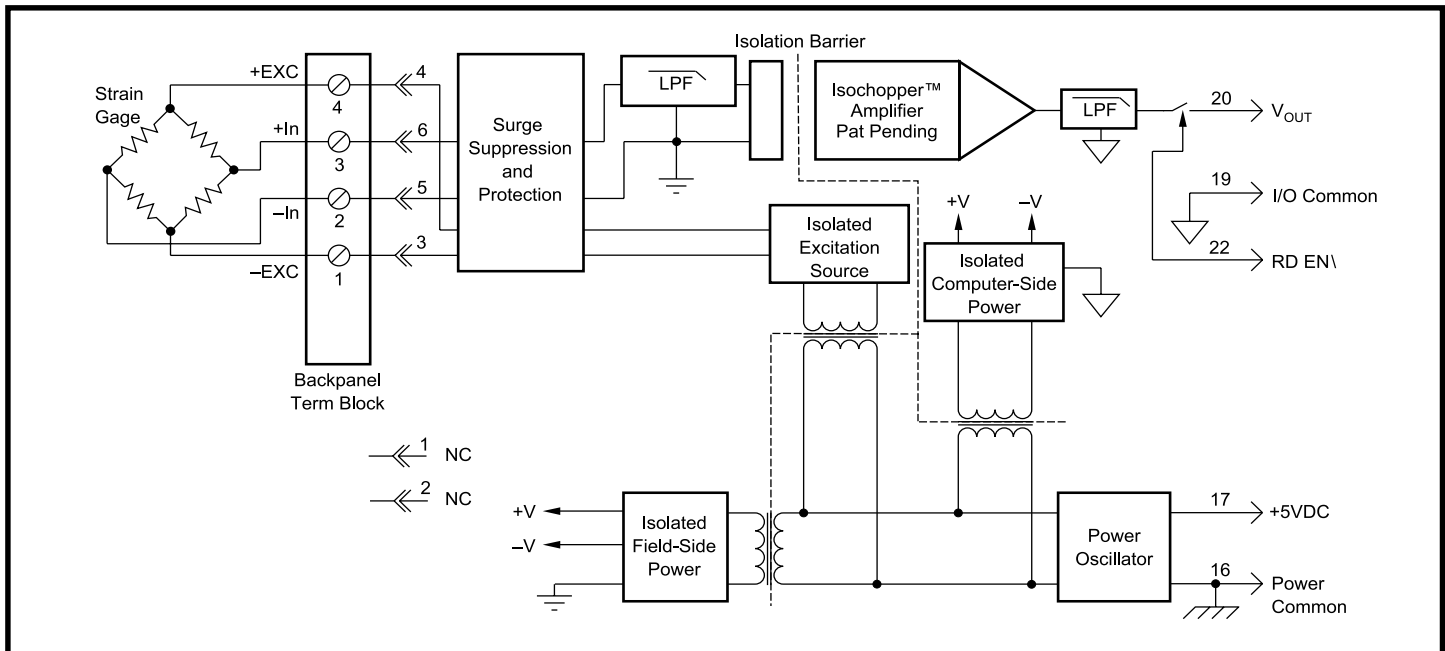 Isolation Barrier
+EXC
4
4
Strain
Gage
+In
6
3
–In
5
2
–EXC
3
1
Surge
Suppression
and
Protection
LPF
Isochopper™
Amplifier
Pat Pending
LPF
20
VOUT
19
I/O Common
22
RD EN\
Isolated
Excitation
Source
+V
–V
Isolated
Computer-Side
Power
Backpanel
Term Block
1 NC
2 NC
+V
–V
Isolated
Field-Side
Power
Power
Oscillator
17
+5VDC
16
Power
Common